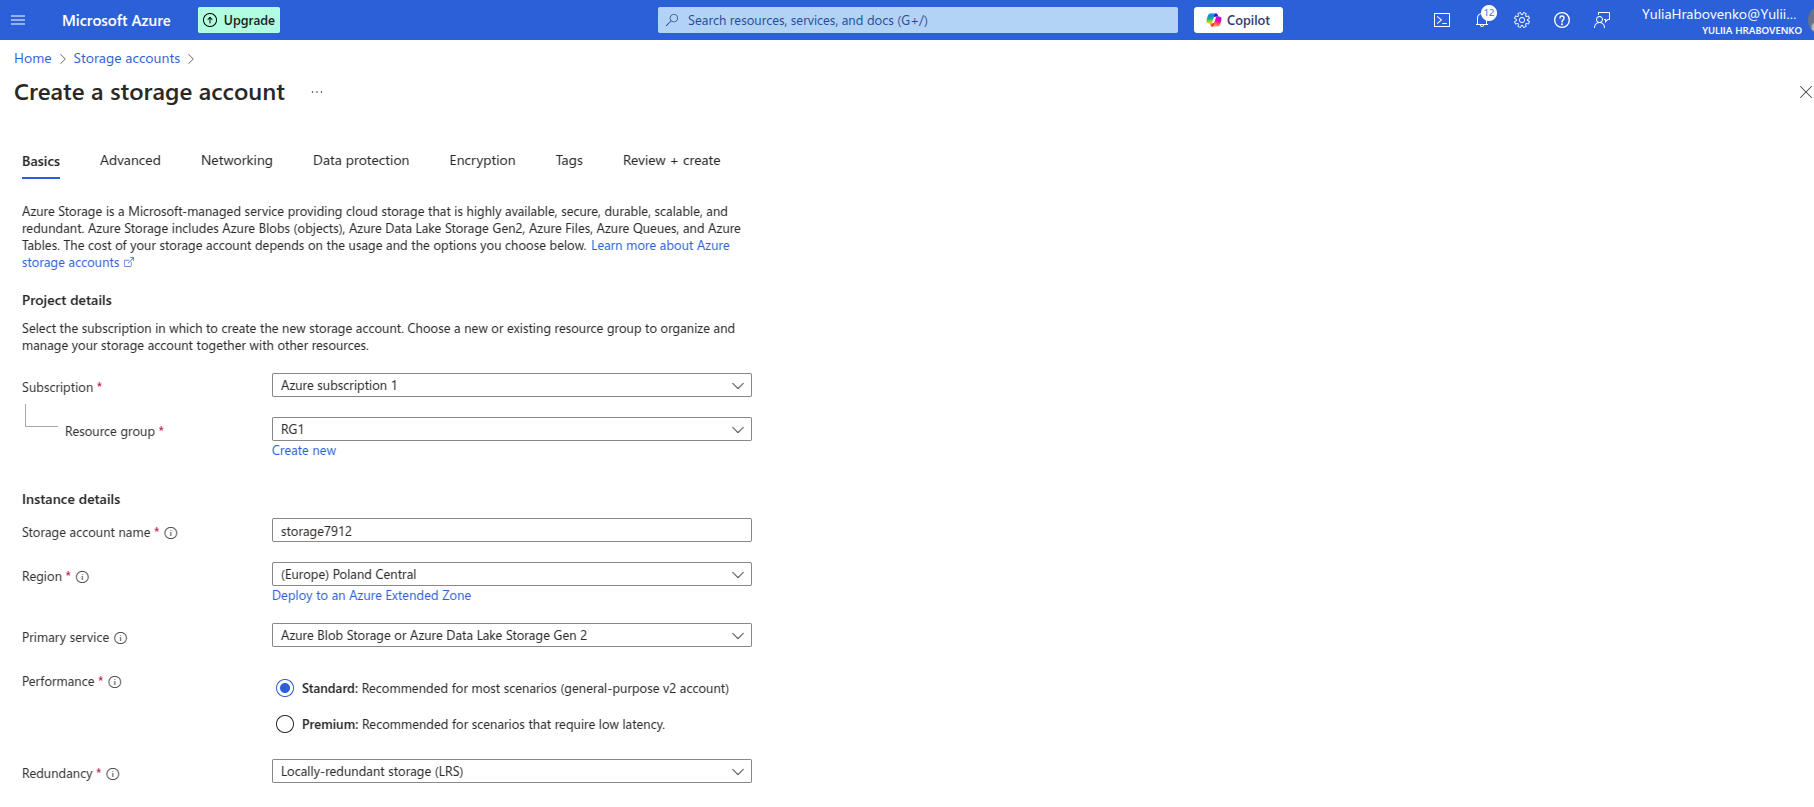 Microsoft Azure
Upgrade
Search resources, services, and docs (G+/)
Copilot
12
YuliaHrabovenko@Yulii...
YULIIA HRABOVENKO
Home > Storage accounts >
Create a storage account ...
Basics
Advanced
Networking
Data protection
Encryption
Tags
Review + create
Azure Storage is a Microsoft-managed service providing cloud storage that is highly available, secure, durable, scalable, and
redundant. Azure Storage includes Azure Blobs (objects), Azure Data Lake Storage Gen2, Azure Files, Azure Queues, and Azure
Tables. The cost of your storage account depends on the usage and the options you choose below. Learn more about Azure
storage accounts
Project details
Select the subscription in which to create the new storage account. Choose a new or existing resource group to organize and
manage your storage account together with other resources.
Subscription *
Azure subscription 1
Resource group *
RG1
Create new
Instance details
Storage account name *
storage7912
Region *
(Europe) Poland Central
Deploy to an Azure Extended Zone
Primary service
Azure Blob Storage or Azure Data Lake Storage Gen 2
Performance *
Standard: Recommended for most scenarios (general-purpose v2 account)
Premium: Recommended for scenarios that require low latency.
Redundancy *
Locally-redundant storage (LRS)